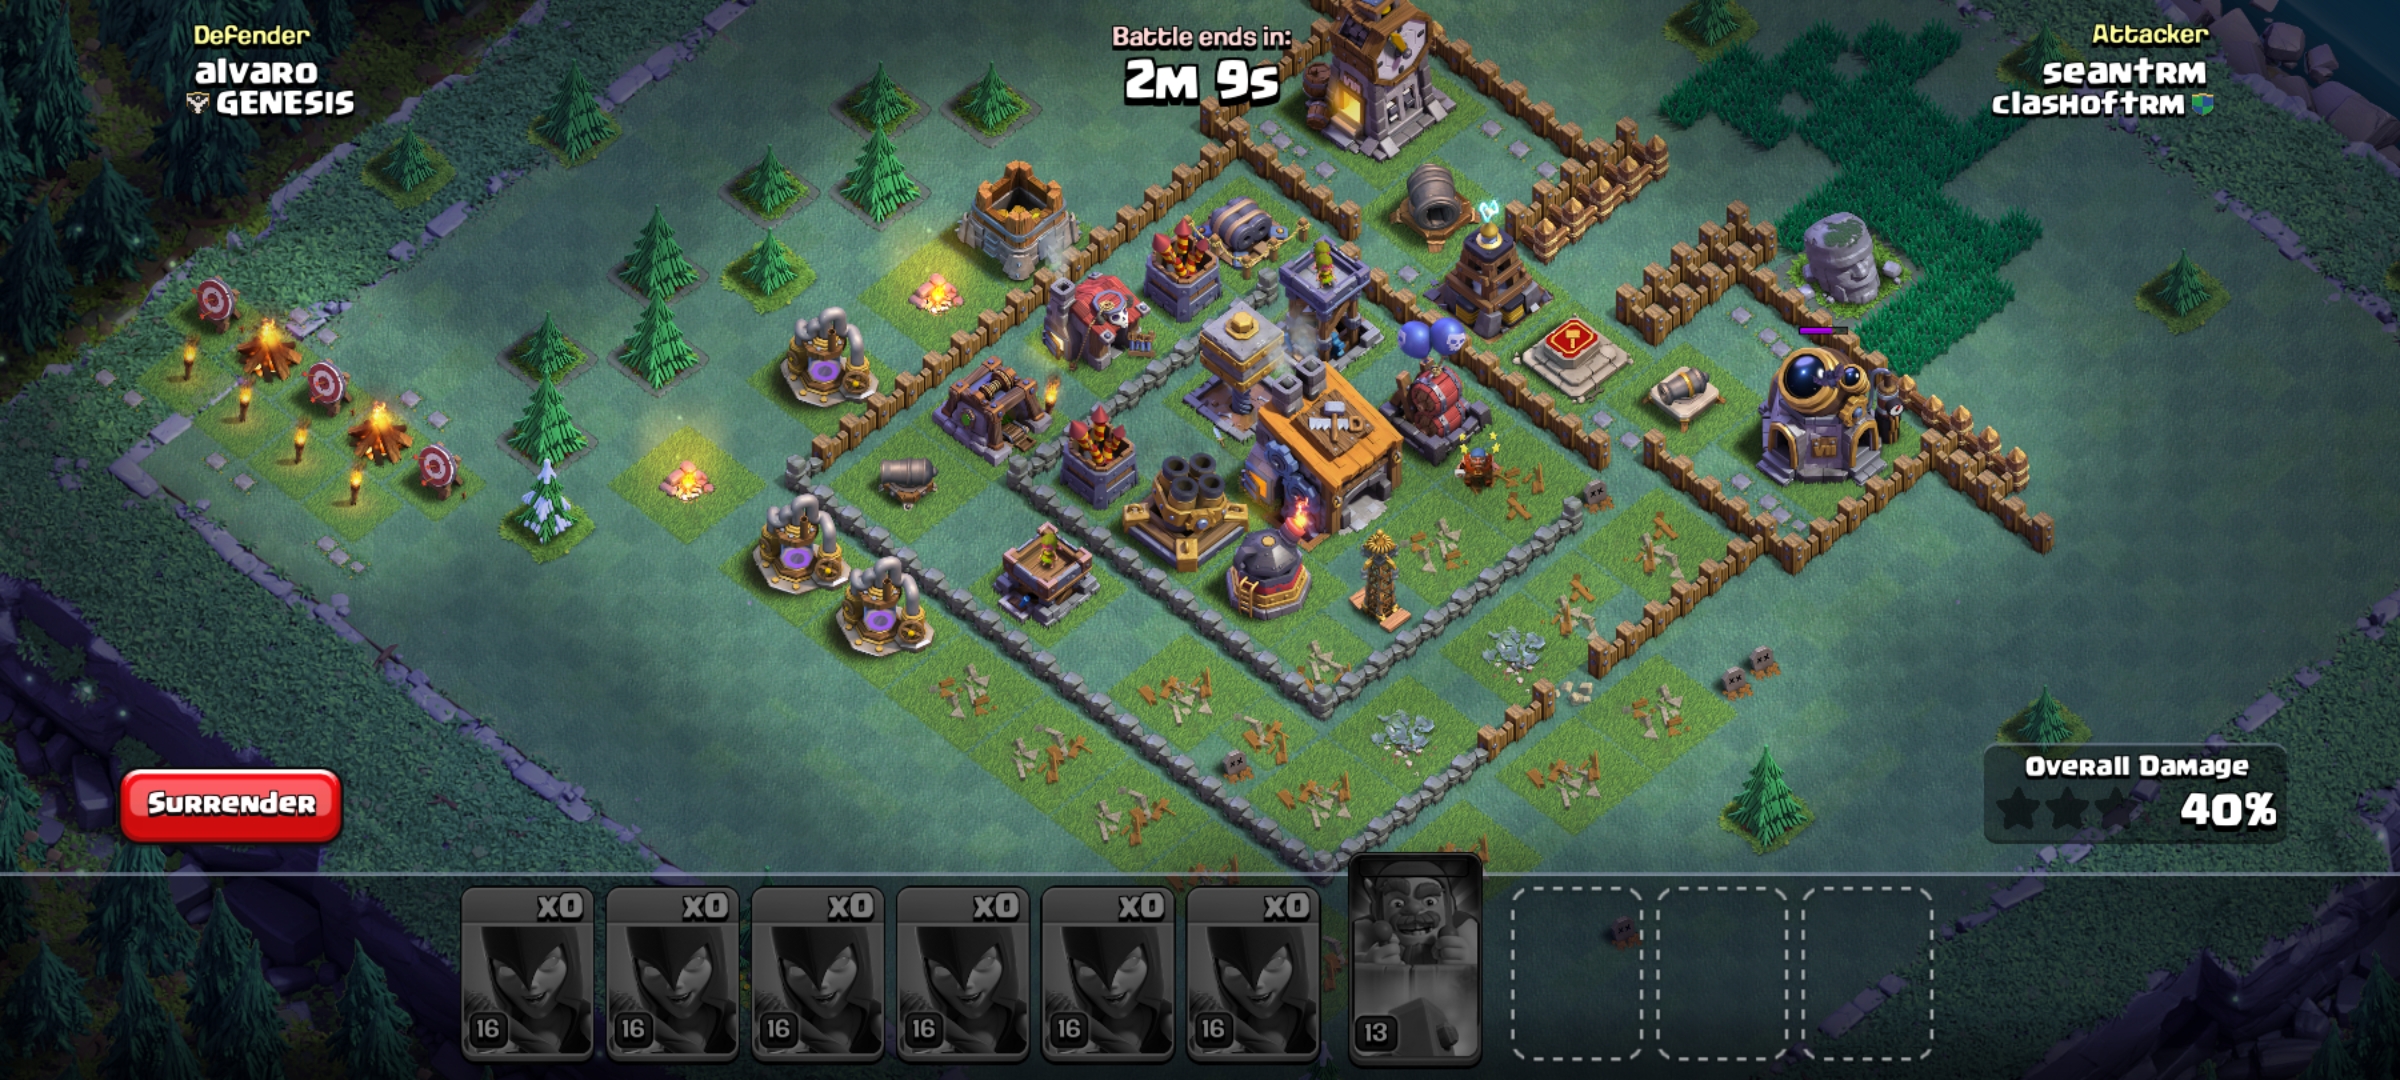 Defender
alvaro
GENESIS
Battle ends in:
2M 9s
Attacker
seantRM
clashoftRM
Surrender
Overall Damage
40%
x0
x0
x0
x0
x0
x0
16
16
16
16
16
16
13